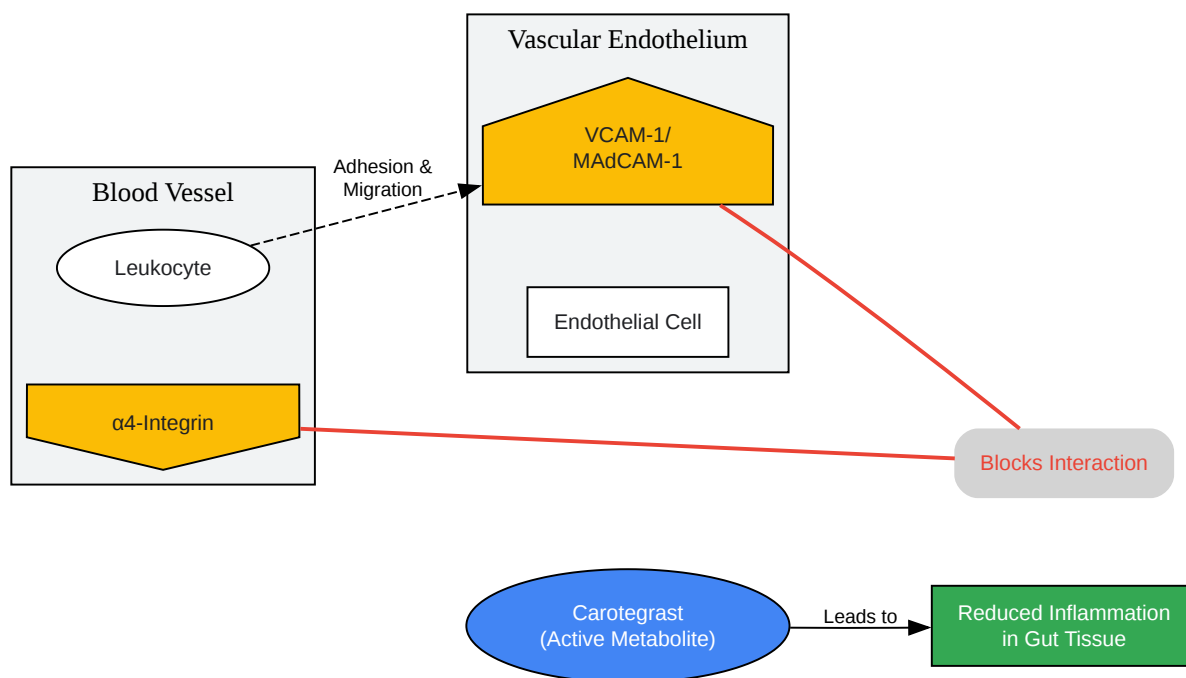 Vascular Endothelium
VCAM-1/
MAdCAM-1
Adhesion &
Migration
Blood Vessel
Leukocyte
Endothelial Cell
α4-Integrin
Blocks Interaction
Carotegrast
(Active Metabolite)
Leads to
Reduced Inflammation
in Gut Tissue